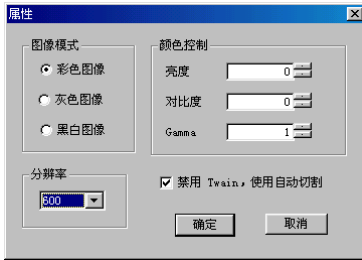 属性
图像模式
彩色图像
灰色图像
黑白图像
颜色控制
亮度 0
对比度 0
Gamma 1
分辨率
600
禁用 Twain，使用自动切割
确定 取消